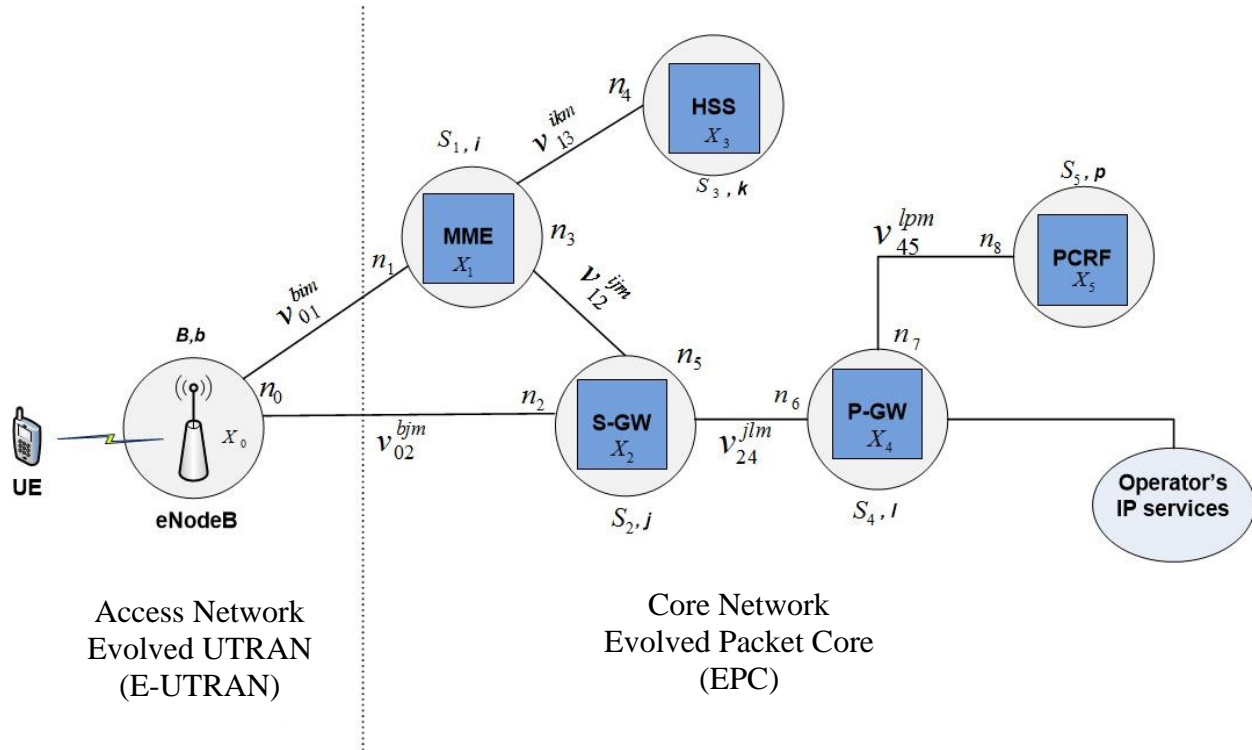 n₄
HSS
X₃
S₃, k
v₁₃^{ikm}
S₁, i
MME
X₁
n₃
n₁
S₅, p
PCRF
X₅
n₈
v₄₅^{lpm}
v₀₁^{bim}
v₁₂^{ijm}
B,b
n₀
n₇
n₅
n₂
n₆
S-GW
X₂
P-GW
X₄
X₀
v₀₂^{bjm}
v₂₄^{jlm}
UE
eNodeB
S₂, j
S₄, l
Operator's
IP services
Access Network
Evolved UTRAN
(E-UTRAN)
Core Network
Evolved Packet Core
(EPC)